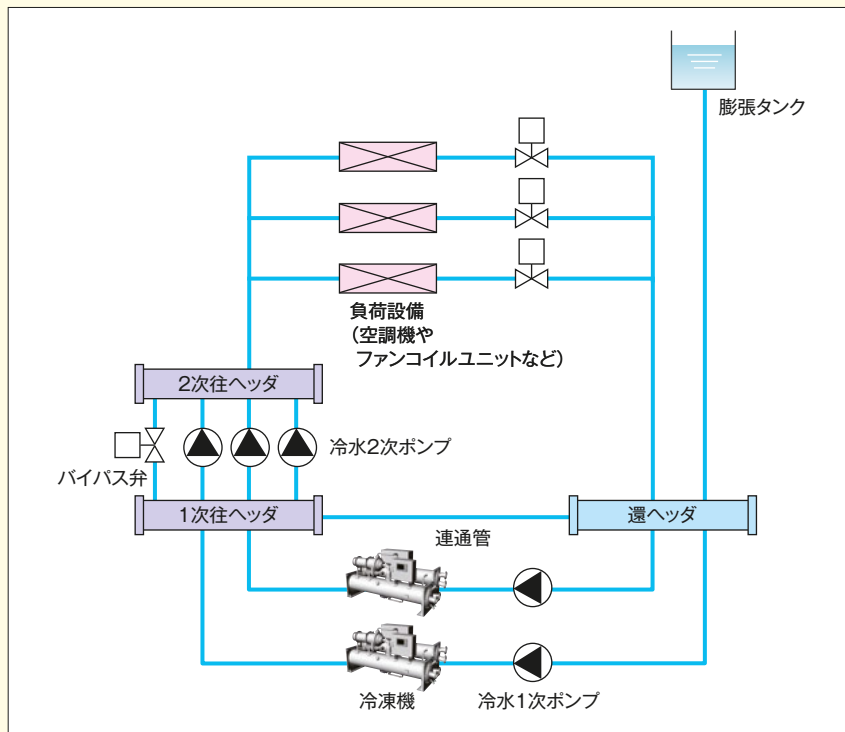 膨張タンク
負荷設備
(空調機や
ファンコイルユニットなど)
2次往ヘッダ
冷水2次ポンプ
バイパス弁
1次往ヘッダ
還ヘッダ
連通管
冷凍機
冷水1次ポンプ